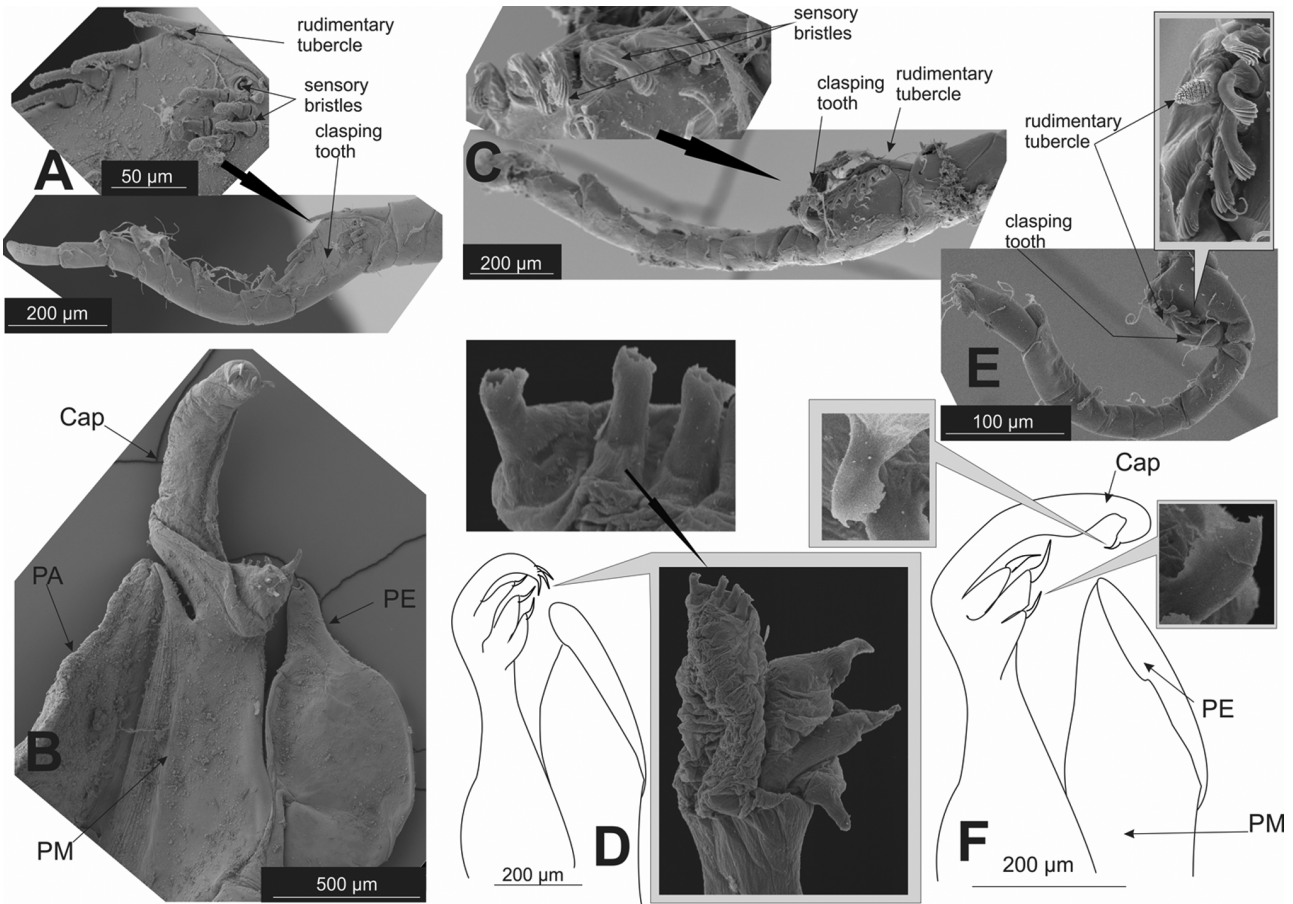 rudimentary
tubercle
sensory
bristles
clasping
tooth
A
50 µm
200 µm
sensory
bristles
clasping
tooth
rudimentary
tubercle
C
200 µm
rudimentary
tubercle
clasping
tooth
E
100 µm
Cap
PA
PE
B
PM
500 µm
D
200 µm
Cap
PE
PM
F
200 µm